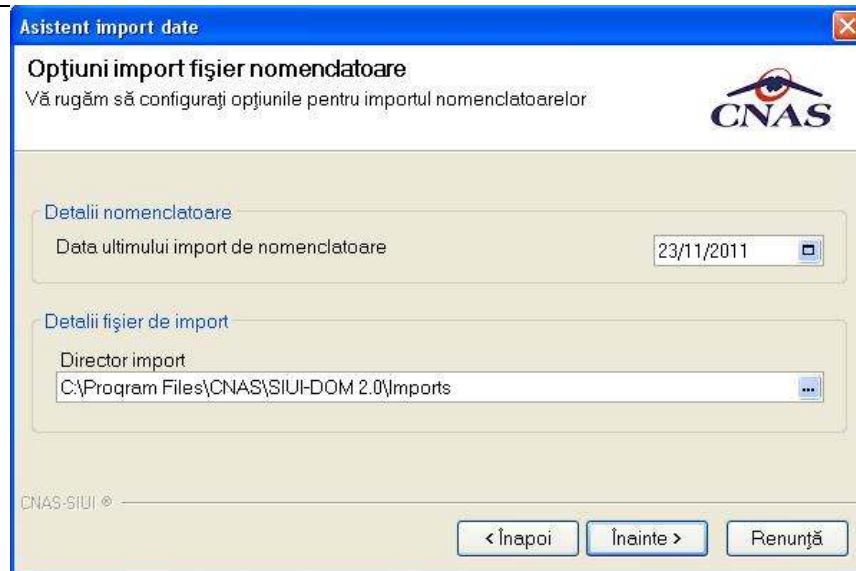 Asistent import date
Opţiuni import fişier nomenclatoare
Vă rugăm să configuraţi opţiunile pentru importul nomenclatoarelor
CNAS
Detalii nomenclatoare
Data ultimului import de nomenclatoare
23/11/2011
Detalii fişier de import
Director import
C:\Program Files\CNAS\SIUI-DOM 2.0\Imports
...
CNAS-SIUI ®
< Înapoi
Înainte >
Renunţă